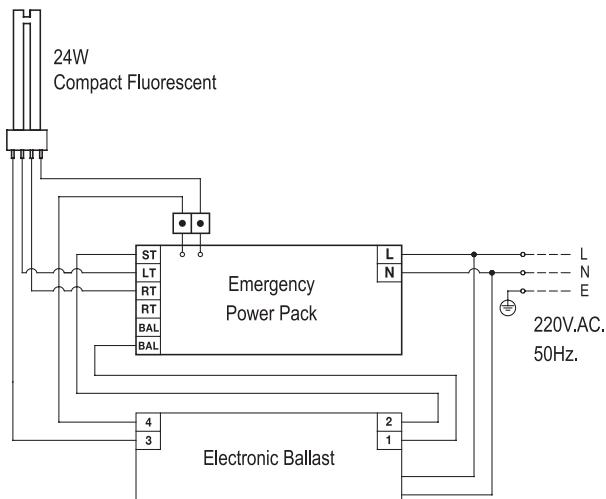 24W
Compact Fluorescent
ST
LT
RT
RT
BAL
BAL
Emergency
Power Pack
L
N
L
N
E
220V.AC.
50Hz.
4
3
Electronic Ballast
2
1